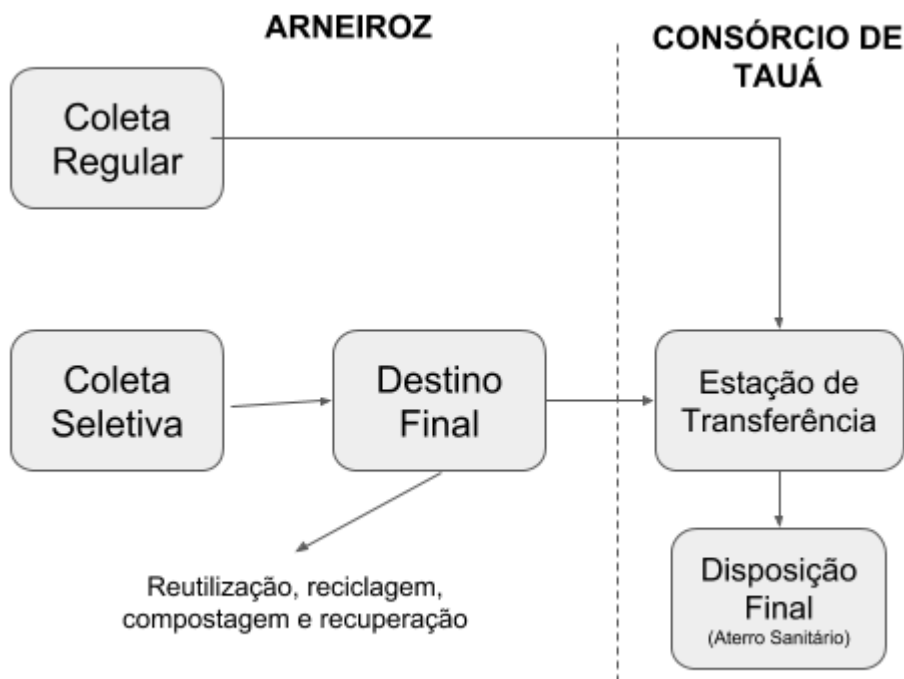 ARNEIROZ
CONSÓRCIO DE
TAUÁ
Coleta
Regular
Coleta
Seletiva
Destino
Final
Estação de
Transferência
Reutilização, reciclagem,
compostagem e recuperação
Disposição
Final
(Aterro Sanitário)